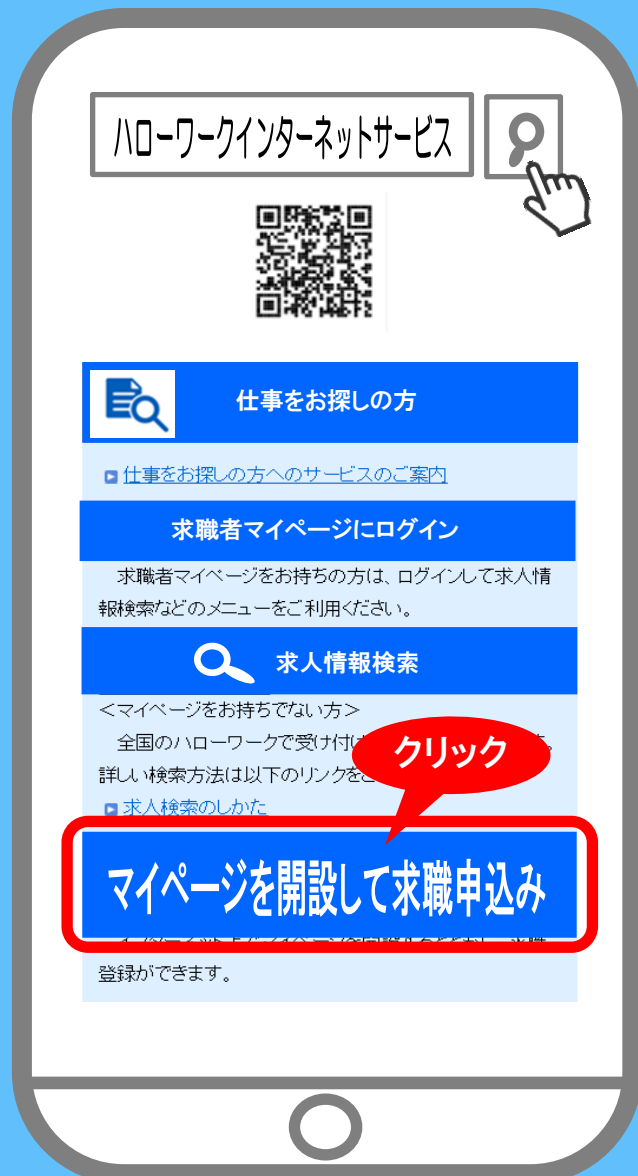 ハローワークインターネットサービス
仕事をお探しの方
仕事をお探しの方へのサービスのご案内
求職者マイページにログイン
求職者マイページをお持ちの方は、ログインして求人情
報検索などのメニューをご利用ください。
求人情報検索
＜マイページをお持ちでない方＞
全国のハローワークで受け付け
クリック
詳しい検索方法は以下のリンクを
求人検索のしかた
マイページを開設して求職申込み
登録ができます。